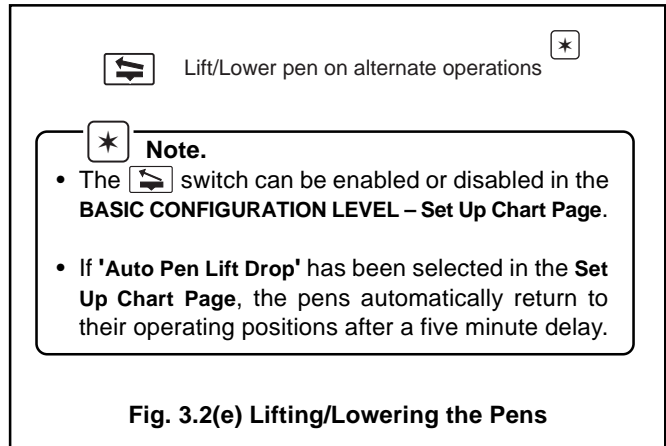 Lift/Lower pen on alternate operations
Note.
• The switch can be enabled or disabled in the
BASIC CONFIGURATION LEVEL – Set Up Chart Page.
• If 'Auto Pen Lift Drop' has been selected in the Set
Up Chart Page, the pens automatically return to
their operating positions after a five minute delay.
Fig. 3.2(e) Lifting/Lowering the Pens